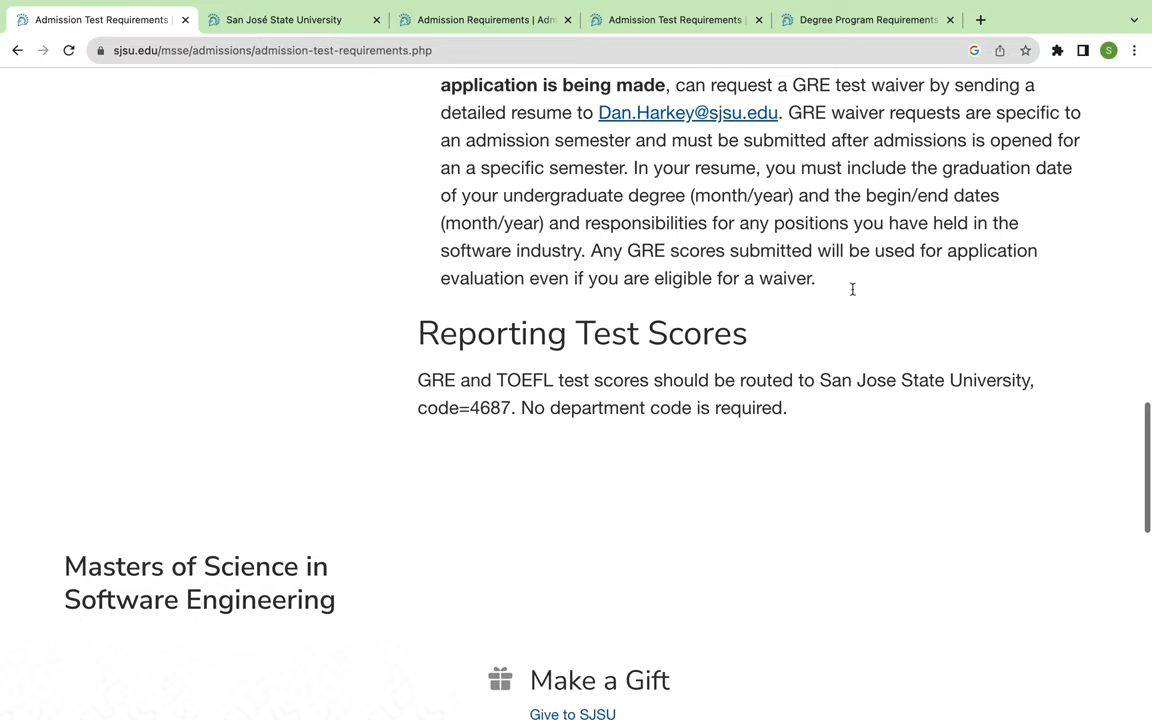 Admission Test Requirements |
San José State University
Admission Requirements | Adm
Admission Test Requirements |
Degree Program Requirements
sjsu.edu/msse/admissions/admission-test-requirements.php
S
application is being made, can request a GRE test waiver by sending a
detailed resume to Dan.Harkey@sjsu.edu. GRE waiver requests are specific to
an admission semester and must be submitted after admissions is opened for
an a specific semester. In your resume, you must include the graduation date
of your undergraduate degree (month/year) and the begin/end dates
(month/year) and responsibilities for any positions you have held in the
software industry. Any GRE scores submitted will be used for application
evaluation even if you are eligible for a waiver.
Reporting Test Scores
GRE and TOEFL test scores should be routed to San Jose State University,
code=4687. No department code is required.
Masters of Science in
Software Engineering
Make a Gift
Give to SJSU